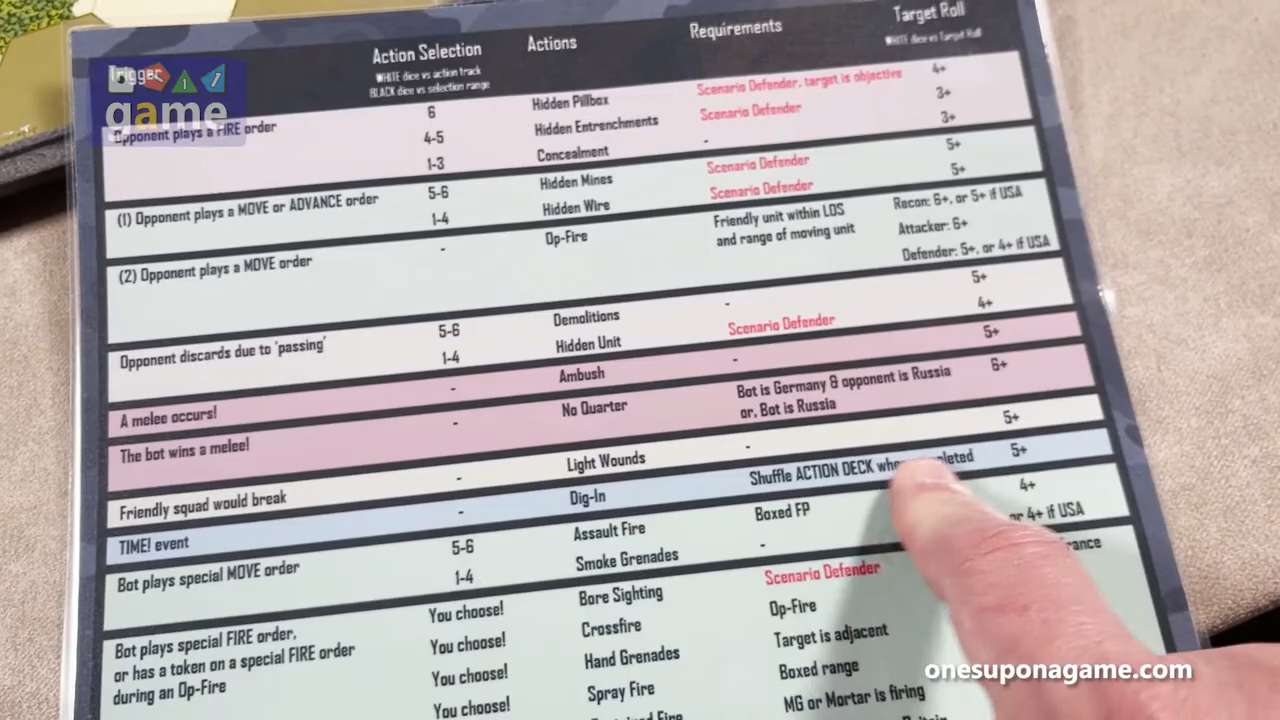 game
Trigger
Action Selection
WHITE dice vs action track
BLACK dice vs selection range
Actions
Requirements
Target Roll
WHITE dice vs Target Roll
Opponent plays a FIRE order
6 Hidden Pillbox Scenario Defender, target is objective 4+
4-5 Hidden Entrenchments Scenario Defender 3+
1-3 Concealment - 3+
(1) Opponent plays a MOVE or ADVANCE order
5-6 Hidden Mines Scenario Defender 5+
1-4 Hidden Wire Scenario Defender 5+
(2) Opponent plays a MOVE order
- Op-Fire Friendly unit within LOS
and range of moving unit
Recon: 6+, or 5+ if USA
Attacker: 6+
Defender: 5+, or 4+ if USA
Opponent discards due to 'passing'
5-6 Demolitions - 5+
1-4 Hidden Unit Scenario Defender 4+
A melee occurs! - Ambush - 5+
The bot wins a melee! - No Quarter Bot is Germany & opponent is Russia
or, Bot is Russia
6+
Friendly squad would break - Light Wounds - 5+
TIME! event - Dig-In Shuffle ACTION DECK when completed 5+
Bot plays special MOVE order
5-6 Assault Fire Boxed FP 4+
1-4 Smoke Grenades - or 4+ if USA
Bot plays special FIRE order,
or has a token on a special FIRE order
during an Op-Fire
You choose! Bore Sighting Scenario Defender
You choose! Crossfire Op-Fire
You choose! Hand Grenades Target is adjacent
You choose! Spray Fire Boxed range
Fire MG or Mortar is firing
onesuponagame.com